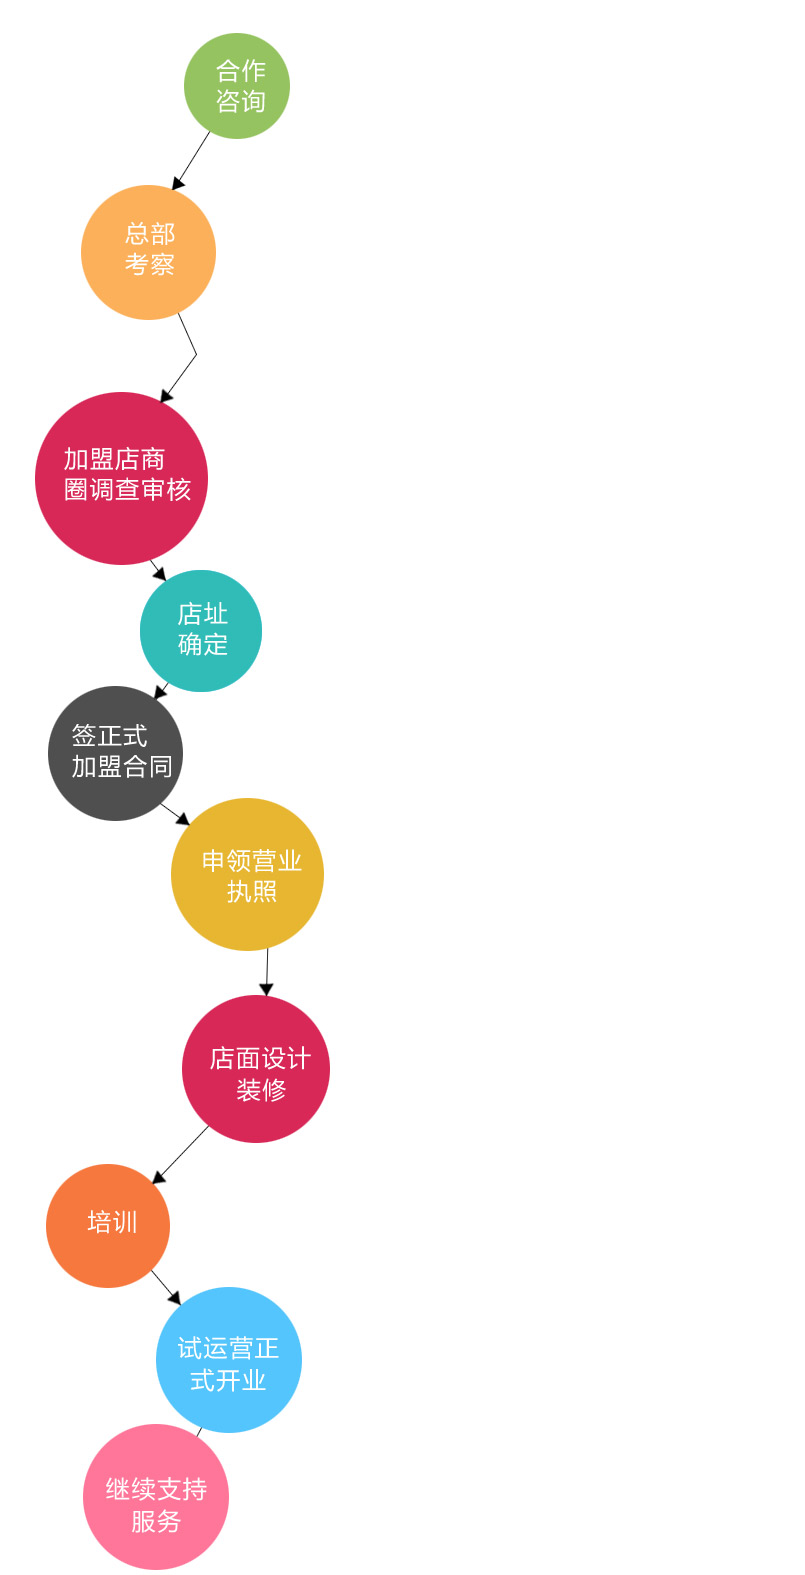 合作
咨询
总部
考察
加盟店商
圈调查审核
店址
确定
签正式
加盟合同
申领营业
执照
店面设计
装修
培训
试运营正
式开业
继续支持
服务